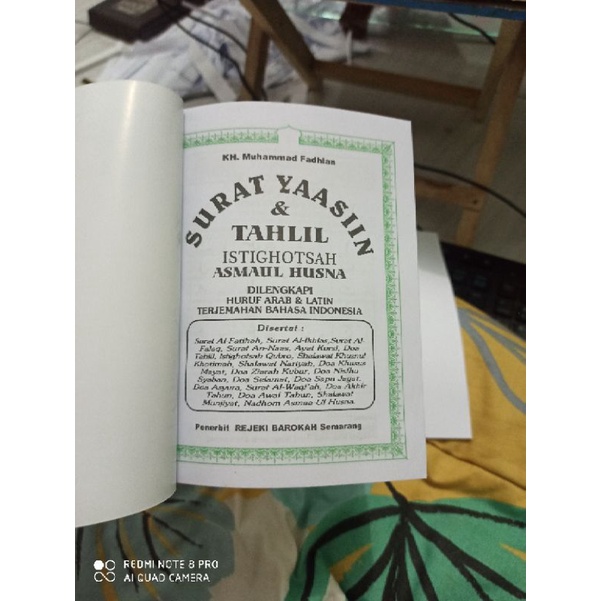 KH. Muhammad Fadhlan
SURAT YAASIIN
&
TAHLIL
ISTIGHOTSAH
ASMAUL HUSNA
DILENGKAPI
HURUF ARAB & LATIN
TERJEMAHAN BAHASA INDONESIA
Disertai :
Surat Al-Fatihah, Surat Al-Ikhlas, Surat Al-
Falaq, Surat An-Naas, Ayat Kursi, Doa
Tahlil, Istighotsah Qubro, Shalawat Khusnul
Khotimah, Shalawat Nariyah, Doa Khusus
Mayat, Doa Ziarah Kubur, Doa Nisfhu
Syaban, Doa Selamat, Doa Sapu Jagat,
Doa Asyura, Surat Al-Waqi'ah, Doa Akhir
Tahun, Doa Awal Tahun, Shalawat
Munjiyat, Nadhom Asmaa Ul Husna.
Penerbit REJEKI BAROKAH Semarang
REDMI NOTE 8 PRO
AI QUAD CAMERA